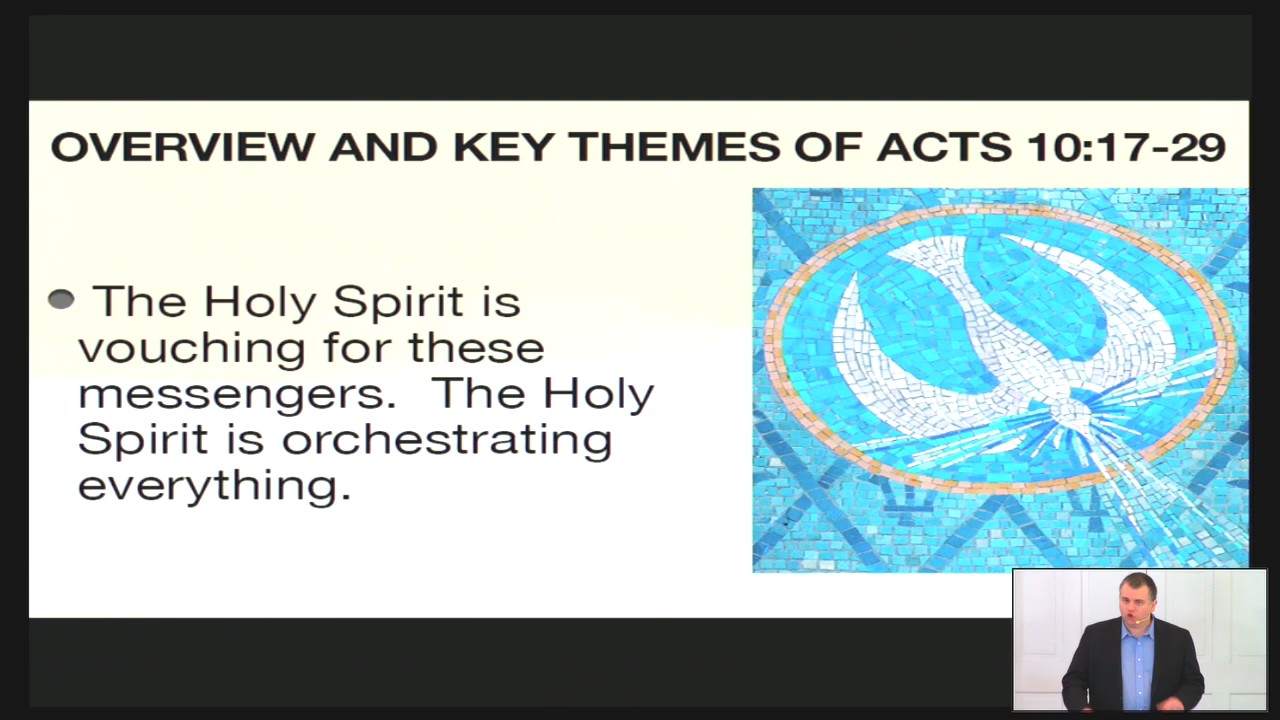 OVERVIEW AND KEY THEMES OF ACTS 10:17-29
The Holy Spirit is
vouching for these
messengers. The Holy
Spirit is orchestrating
everything.